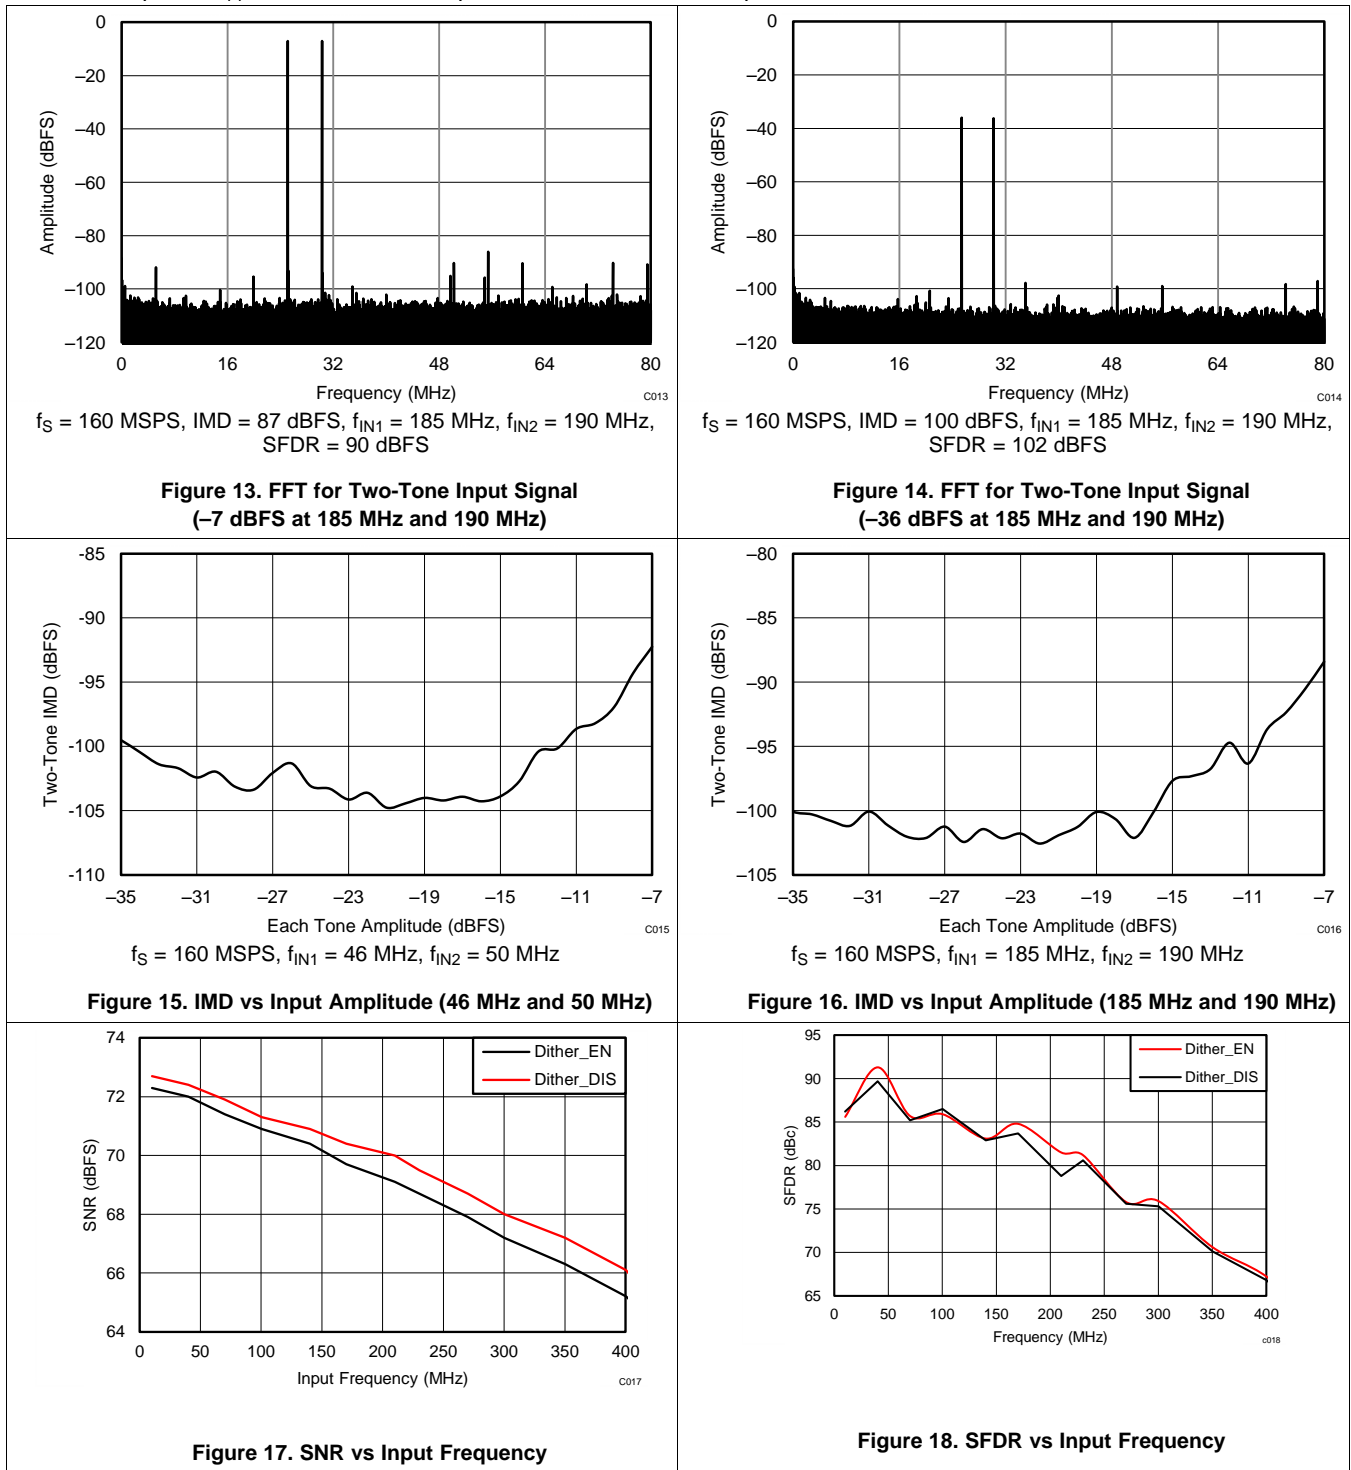 0
–20
–40
–60
–80
–100
–120
0 16 32 48 64 80
Amplitude (dBFS)
Frequency (MHz)
C013
fS = 160 MSPS, IMD = 87 dBFS, fIN1 = 185 MHz, fIN2 = 190 MHz,
SFDR = 90 dBFS
Figure 13. FFT for Two-Tone Input Signal
(–7 dBFS at 185 MHz and 190 MHz)
0
–20
–40
–60
–80
–100
–120
0 16 32 48 64 80
Amplitude (dBFS)
Frequency (MHz)
C014
fS = 160 MSPS, IMD = 100 dBFS, fIN1 = 185 MHz, fIN2 = 190 MHz,
SFDR = 102 dBFS
Figure 14. FFT for Two-Tone Input Signal
(–36 dBFS at 185 MHz and 190 MHz)
-85
-90
-95
-100
-105
-110
–35 –31 –27 –23 –19 –15 –11 –7
Two-Tone IMD (dBFS)
Each Tone Amplitude (dBFS)
C015
fS = 160 MSPS, fIN1 = 46 MHz, fIN2 = 50 MHz
Figure 15. IMD vs Input Amplitude (46 MHz and 50 MHz)
–80
–85
–90
–95
–100
–105
–35 –31 –27 –23 –19 –15 –11 –7
Two-Tone IMD (dBFS)
Each Tone Amplitude (dBFS)
C016
fS = 160 MSPS, fIN1 = 185 MHz, fIN2 = 190 MHz
Figure 16. IMD vs Input Amplitude (185 MHz and 190 MHz)
74
72
70
68
66
64
0 50 100 150 200 250 300 350 400
SNR (dBFS)
Input Frequency (MHz)
Dither_EN
Dither_DIS
C017
Figure 17. SNR vs Input Frequency
95
90
85
80
75
70
65
0 50 100 150 200 250 300 350 400
SFDR (dBc)
Frequency (MHz)
Dither_EN
Dither_DIS
c018
Figure 18. SFDR vs Input Frequency